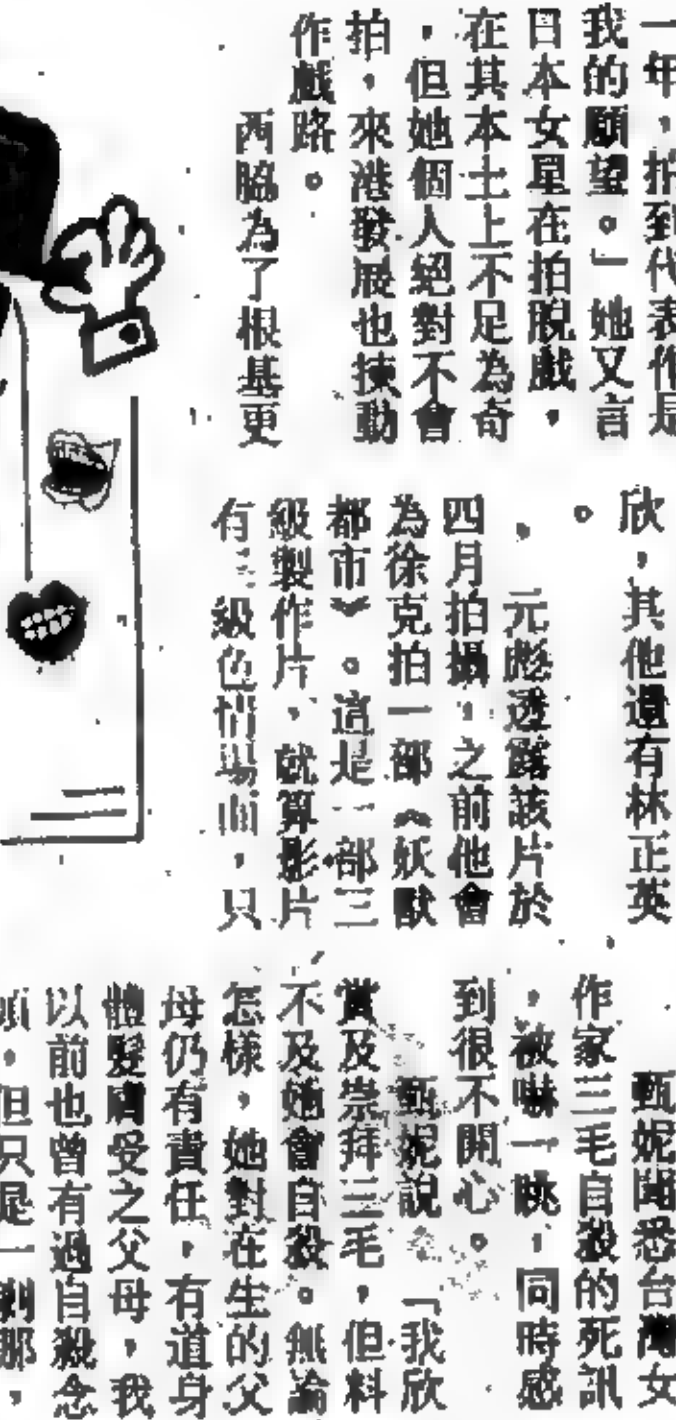 一年，拍到代表作是
我的願望。」她又言
日本女星在拍脫戲，
在其本土上不足為奇
，但她個人絕對不會
拍，來港發展也揀動
作戲路。
西脇為了根基更
欣，其他還有林正英
。
元彪透露該片於
四月拍攝，之前他會
為徐克拍一部《妖獸
都市》。這是一部三
級製作片，就算影片
有三級色情場面，只
甄妮聞悉台灣女
作家三毛自殺的死訊
，被嚇一跳，同時感
到很不開心。
甄妮說：「我欣
賞及崇拜三毛，但料
不及她會自殺。無論
怎樣，她對在生的父
母仍有責任，有道身
體髮膚受之父母，我
以前也曾有過自殺念
頭，但只是一剎那，